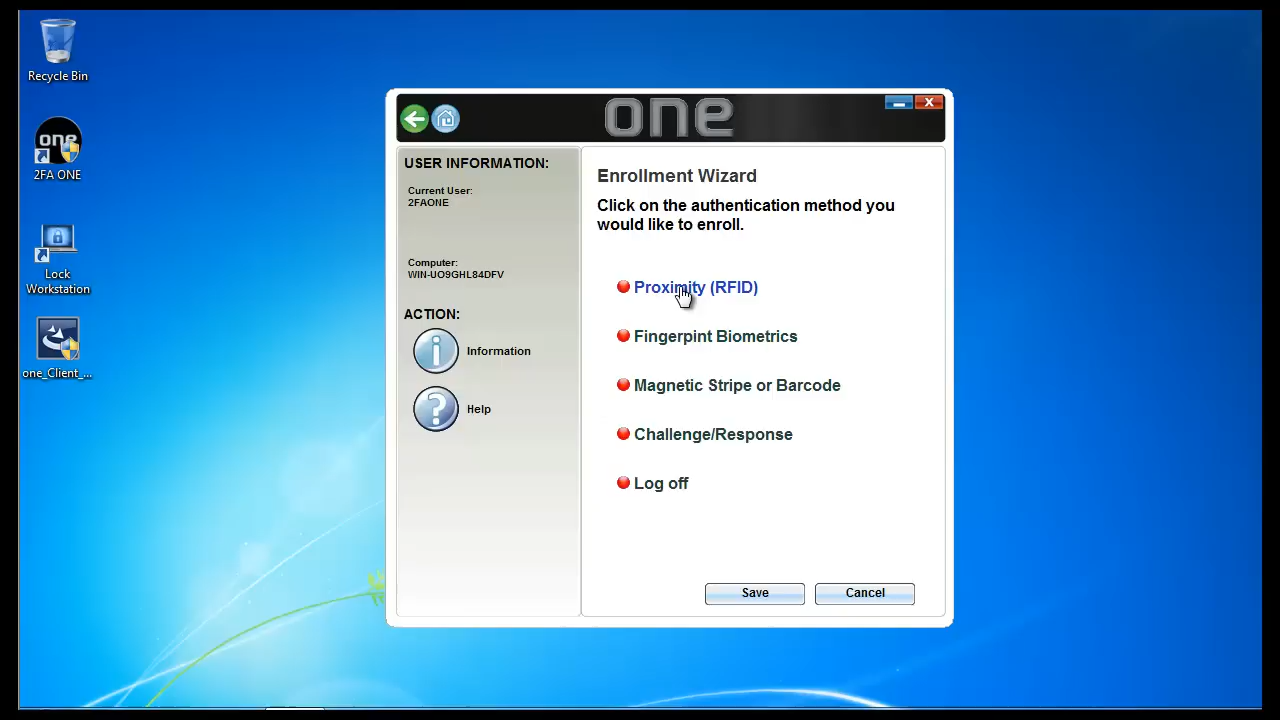 Recycle Bin
one
2FA ONE
Lock
Workstation
one_Client_...
one
USER INFORMATION:
Current User:
2FAONE
Computer:
WIN-UO9GHL84DFV
ACTION:
Information
Help
Enrollment Wizard
Click on the authentication method you
would like to enroll.
Proximity (RFID)
Fingerpint Biometrics
Magnetic Stripe or Barcode
Challenge/Response
Log off
Save
Cancel